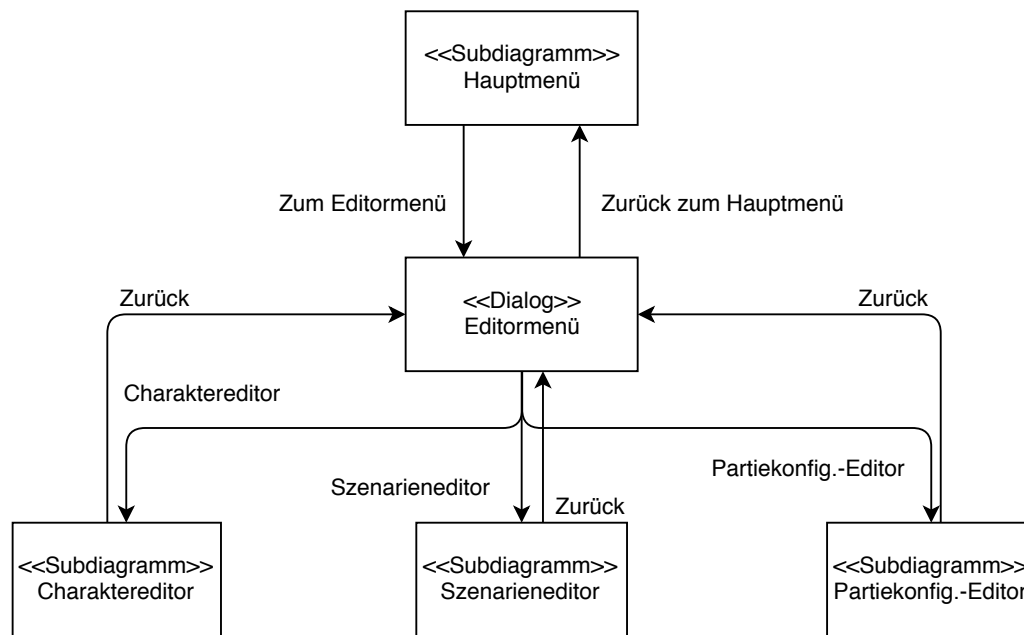 <<Subdiagramm>>
Hauptmenü
Zum Editormenü
Zurück zum Hauptmenü
<<Dialog>>
Editormenü
Zurück
Zurück
Charaktereditor
Szenarieneditor
Partiekonfig.-Editor
Zurück
<<Subdiagramm>>
Charaktereditor
<<Subdiagramm>>
Szenarieneditor
<<Subdiagramm>>
Partiekonfig.-Editor